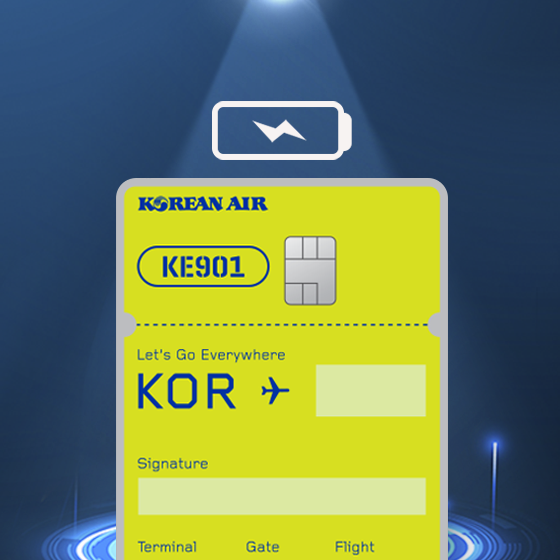 KOREAN AIR
KE901
Let's Go Everywhere
KOR
Signature
Terminal Gate Flight